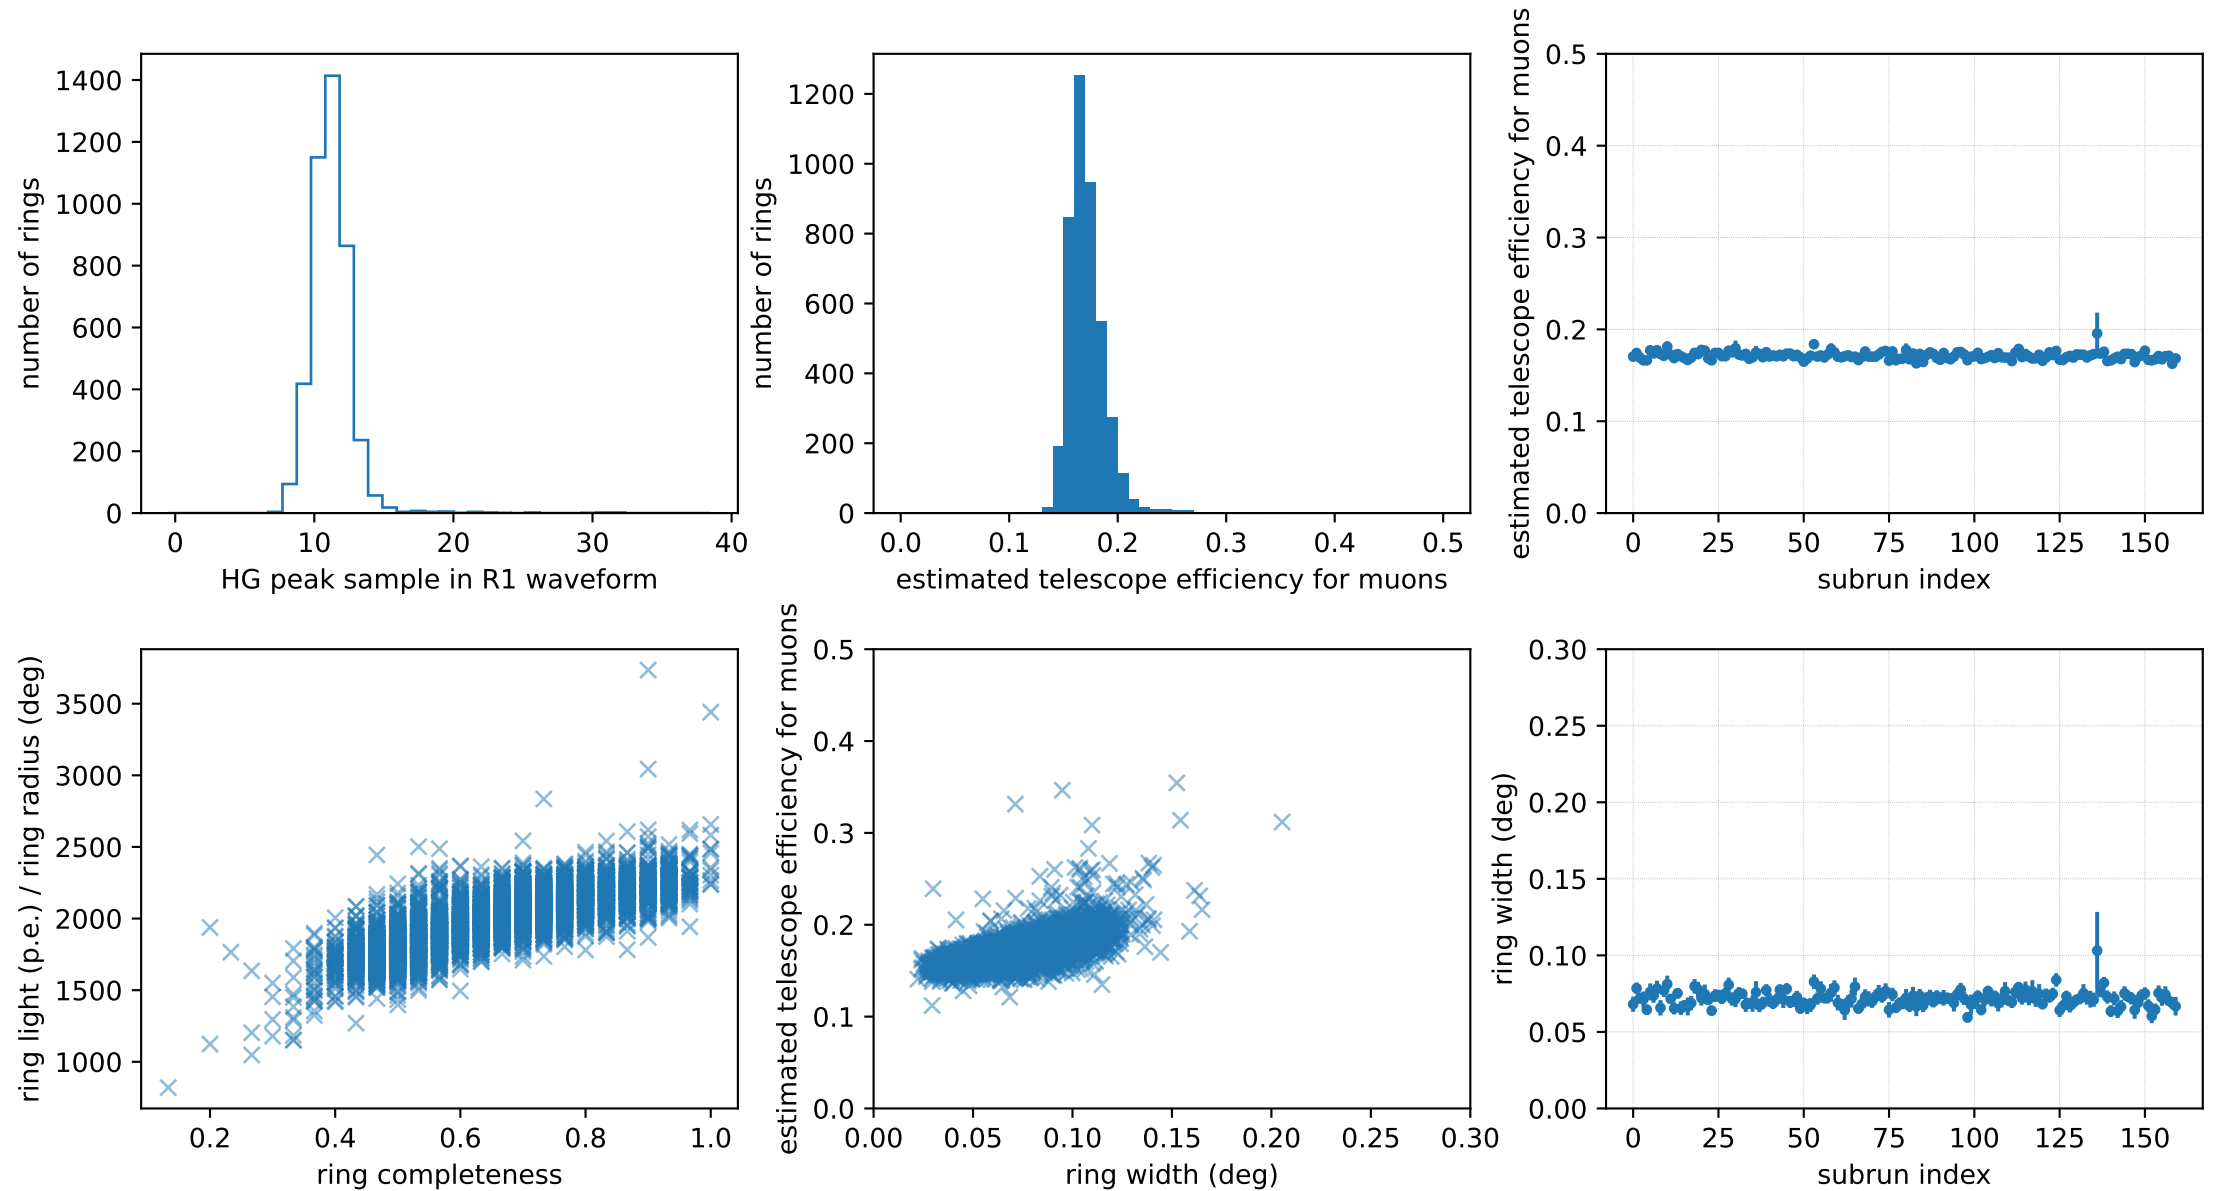 1400
1200
1000
800
600
400
200
0
number of rings
0 10 20 30 40
HG peak sample in R1 waveform
1200
1000
800
600
400
200
0
number of rings
0.0 0.1 0.2 0.3 0.4 0.5
estimated telescope efficiency for muons
0.5
0.4
0.3
0.2
0.1
0.0
estimated telescope efficiency for muons
0 25 50 75 100 125 150
subrun index
3500
3000
2500
2000
1500
1000
ring light (p.e.) / ring radius (deg)
0.2 0.4 0.6 0.8 1.0
ring completeness
0.5
0.4
0.3
0.2
0.1
0.0
estimated telescope efficiency for muons
0.00 0.05 0.10 0.15 0.20 0.25 0.30
ring width (deg)
0.30
0.25
0.20
0.15
0.10
0.05
0.00
ring width (deg)
0 25 50 75 100 125 150
subrun index